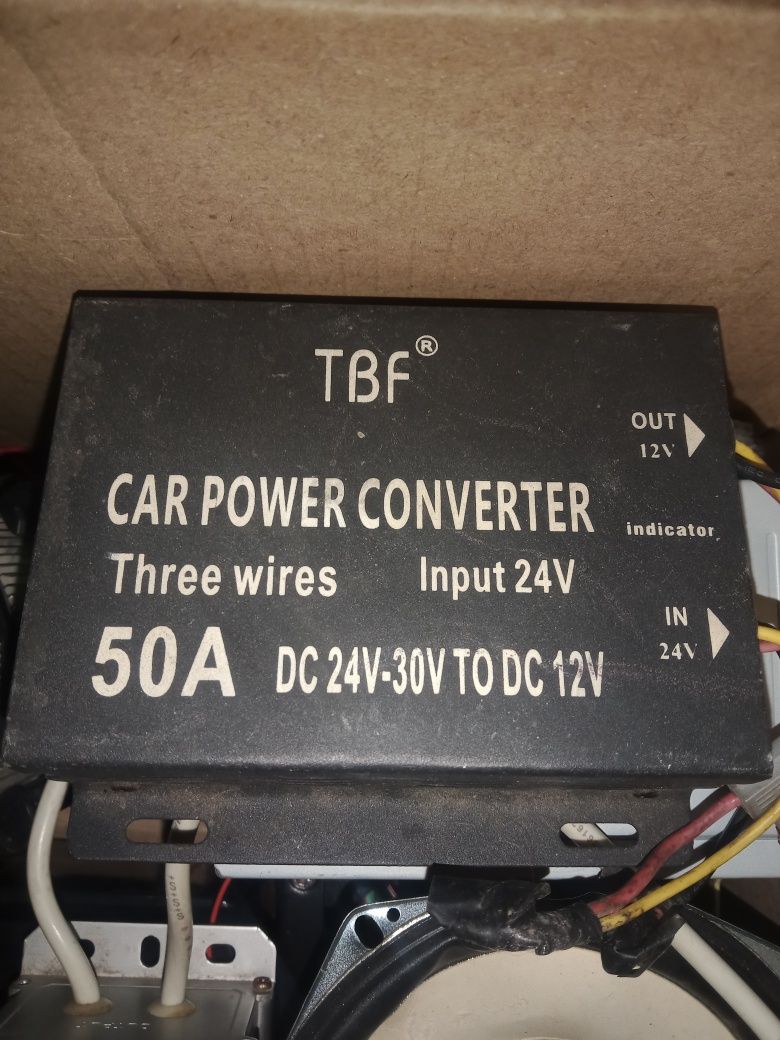 TBF®
OUT
12V
CAR POWER CONVERTER
indicator
Three wires Input 24V
IN
24V
50A DC 24V-30V TO DC 12V